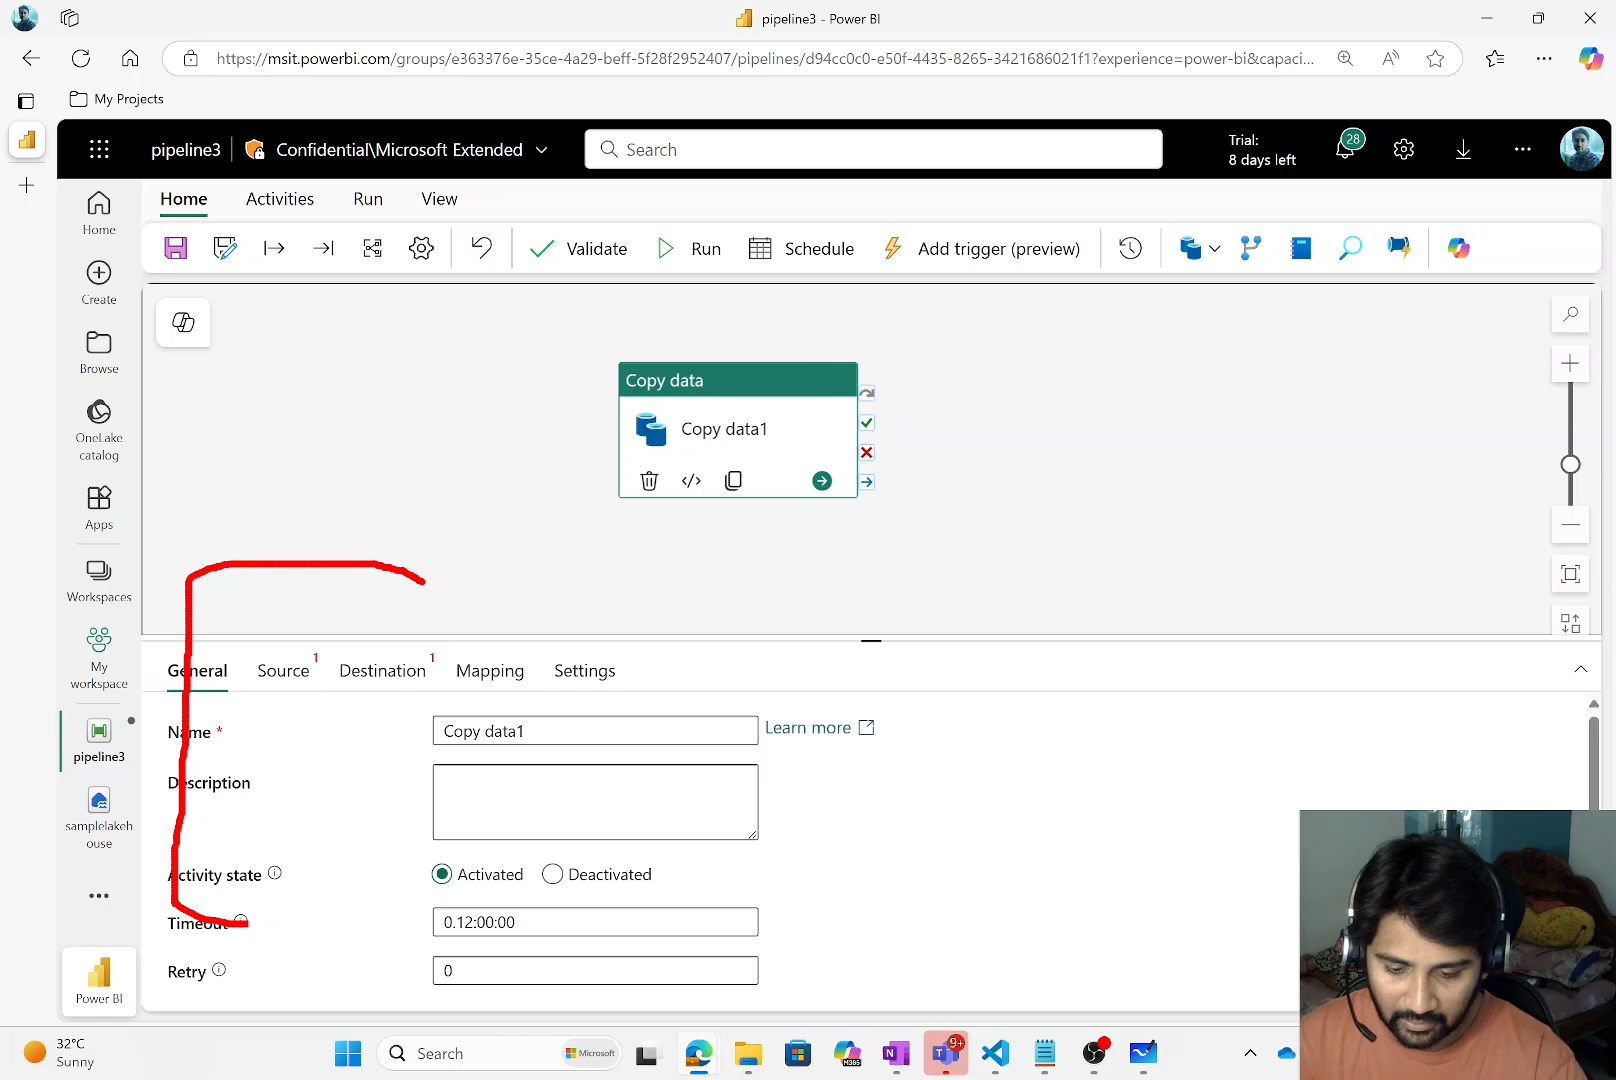 pipeline3 - Power BI
https://msit.powerbi.com/groups/e363376e-35ce-4a29-beff-5f28f2952407/pipelines/d94cc0c0-e50f-4435-8265-3421686021f1?experience=power-bi&capaci...
My Projects
pipeline3
Confidential\Microsoft Extended
Search
Trial:
8 days left
28
Home
Activities
Run
View
Validate
Run
Schedule
Add trigger (preview)
Home
Create
Browse
OneLake
catalog
Apps
Workspaces
My
workspace
pipeline3
samplelakeh
ouse
Power BI
Copy data
Copy data1
General
Source 1
Destination 1
Mapping
Settings
Name *
Copy data1
Learn more
Description
Activity state
Activated
Deactivated
Timeout
0.12:00:00
Retry
0
32°C
Sunny
Search
Microsoft
M365
N
9+